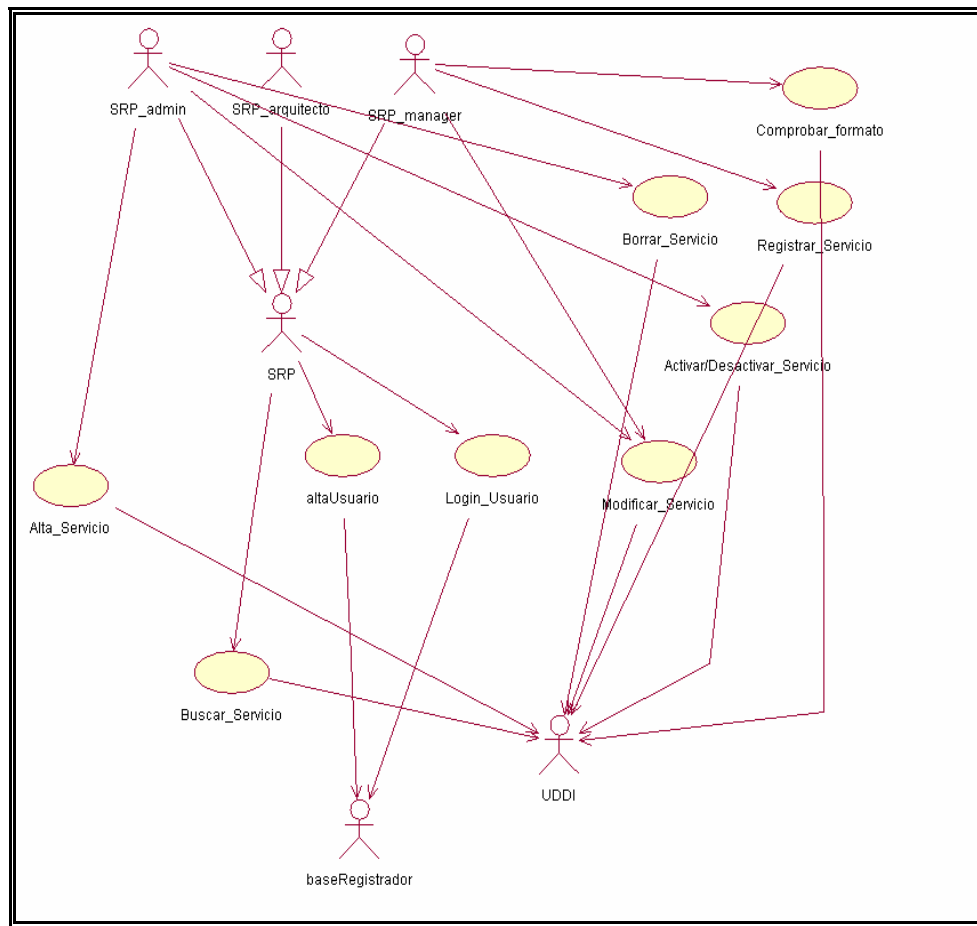 SRP_admin
SRP_arquitecto
SRP_manager
Comprobar_formato
Borrar_Servicio
Registrar_Servicio
Activar/Desactivar_Servicio
SRP
altaUsuario
Login_Usuario
Modificar_Servicio
Alta_Servicio
Buscar_Servicio
UDDI
baseRegistrador